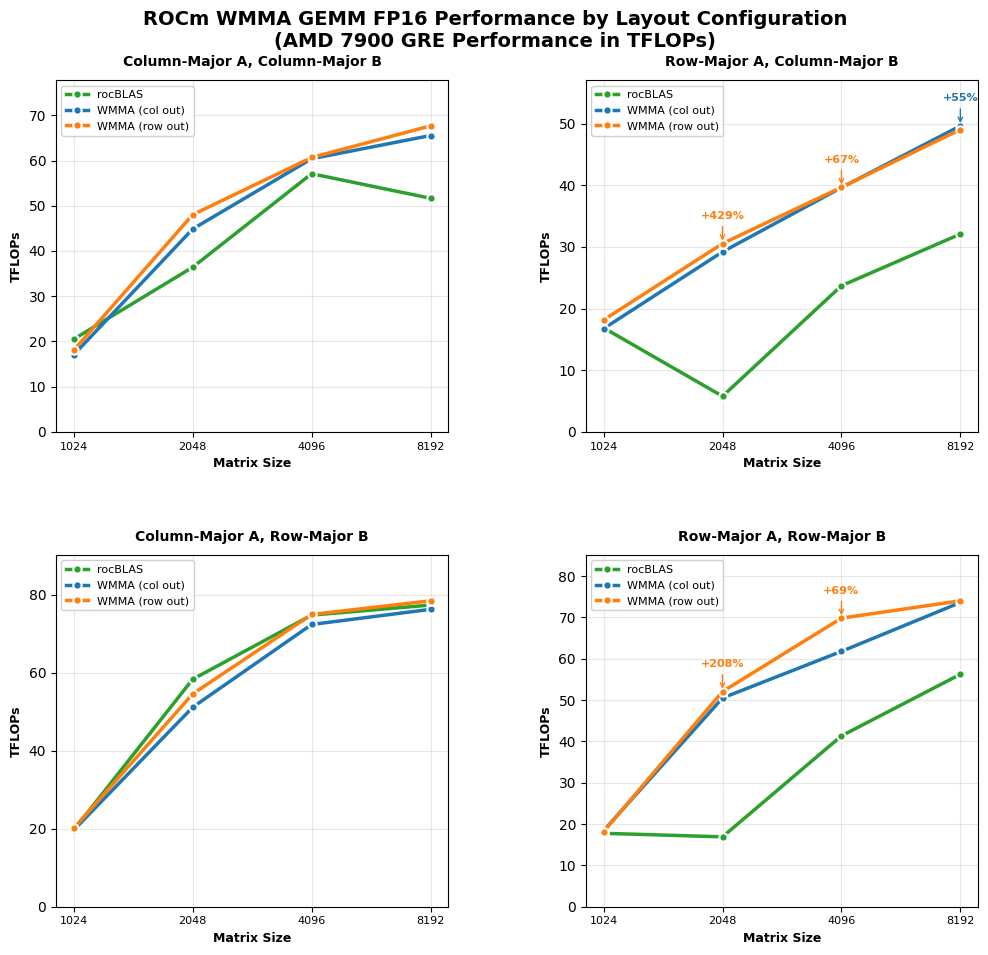 ROCm WMMA GEMM FP16 Performance by Layout Configuration
(AMD 7900 GRE Performance in TFLOPs)
Column-Major A, Column-Major B
rocBLAS
WMMA (col out)
WMMA (row out)
TFLOPs
70
60
50
40
30
20
10
0
1024
2048
4096
8192
Matrix Size
Row-Major A, Column-Major B
rocBLAS
WMMA (col out)
WMMA (row out)
+429%
+67%
+55%
TFLOPs
50
40
30
20
10
0
1024
2048
4096
8192
Matrix Size
Column-Major A, Row-Major B
rocBLAS
WMMA (col out)
WMMA (row out)
TFLOPs
80
60
40
20
0
1024
2048
4096
8192
Matrix Size
Row-Major A, Row-Major B
rocBLAS
WMMA (col out)
WMMA (row out)
+208%
+69%
TFLOPs
80
70
60
50
40
30
20
10
0
1024
2048
4096
8192
Matrix Size